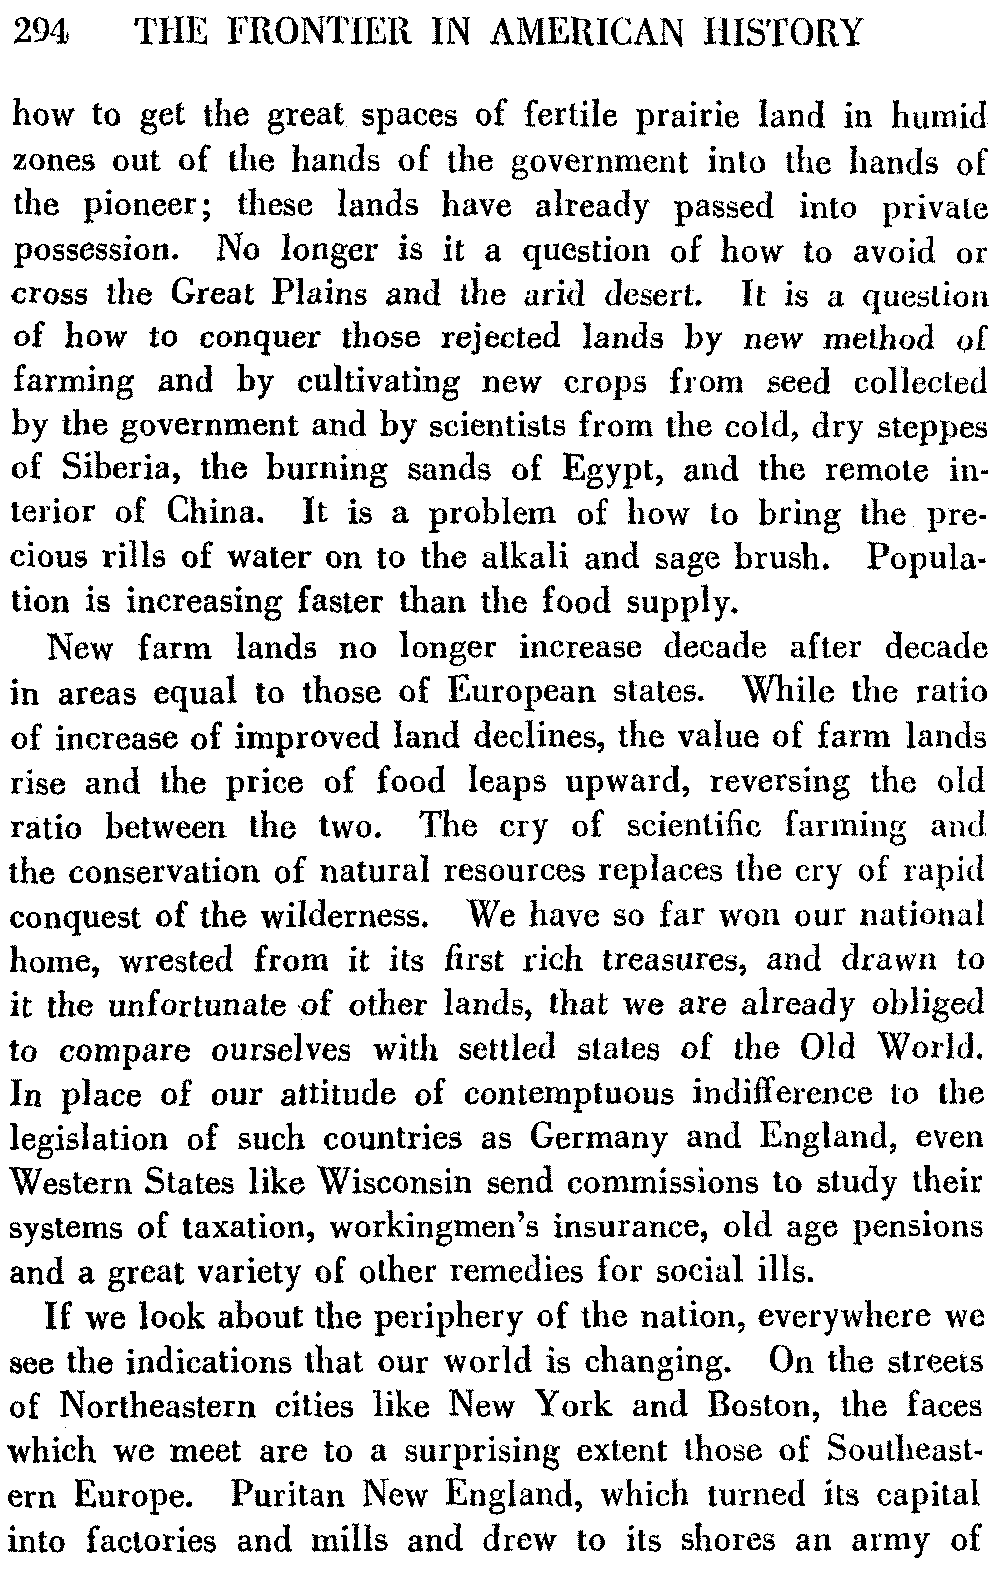 294 THE FRONTIER IN AMERICAN HISTORY
how to get the great spaces of fertile prairie land in humid
zones out of the hands of the government into the hands of
the pioneer; these lands have already passed into private
possession. No longer is it a question of how to avoid or
cross the Great Plains and the arid desert. It is a question
of how to conquer those rejected lands by new method of
farming and by cultivating new crops from seed collected
by the government and by scientists from the cold, dry steppes
of Siberia, the burning sands of Egypt, and the remote in-
terior of China. It is a problem of how to bring the pre-
cious rills of water on to the alkali and sage brush. Popula-
tion is increasing faster than the food supply.
New farm lands no longer increase decade after decade
in areas equal to those of European states. While the ratio
of increase of improved land declines, the value of farm lands
rise and the price of food leaps upward, reversing the old
ratio between the two. The cry of scientific farming and
the conservation of natural resources replaces the cry of rapid
conquest of the wilderness. We have so far won our national
home, wrested from it its first rich treasures, and drawn to
it the unfortunate of other lands, that we are already obliged
to compare ourselves with settled states of the Old World.
In place of our attitude of contemptuous indifference to the
legislation of such countries as Germany and England, even
Western States like Wisconsin send commissions to study their
systems of taxation, workingmen's insurance, old age pensions
and a great variety of other remedies for social ills.
If we look about the periphery of the nation, everywhere we
see the indications that our world is changing. On the streets
of Northeastern cities like New York and Boston, the faces
which we meet are to a surprising extent those of Southeast-
ern Europe. Puritan New England, which turned its capital
into factories and mills and drew to its shores an army of